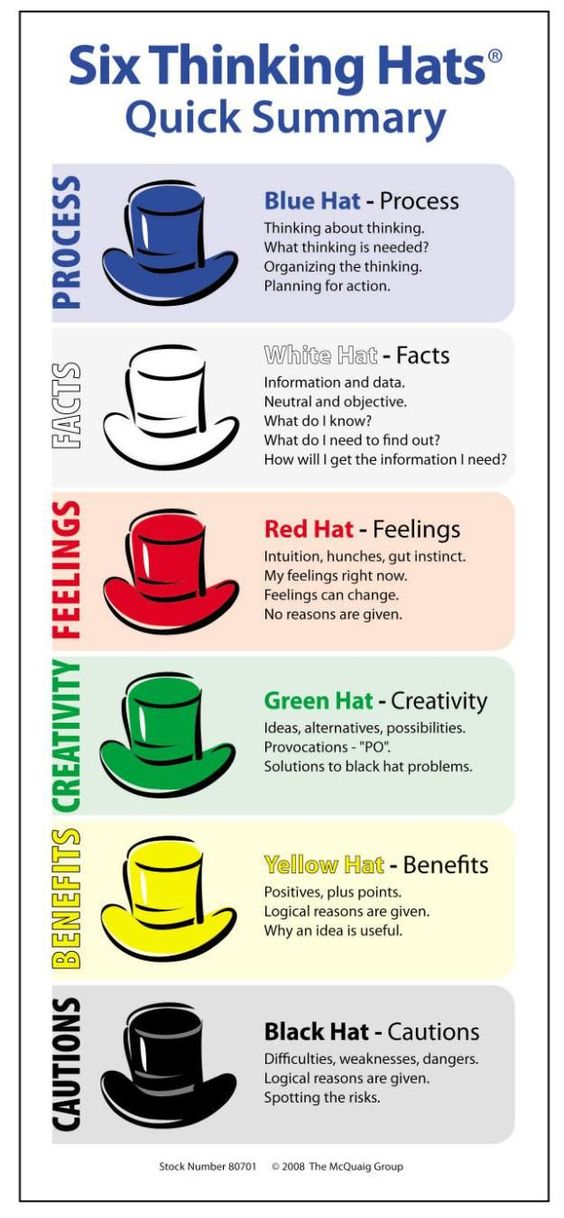 Six Thinking Hats®
Quick Summary
PROCESS
Blue Hat - Process
Thinking about thinking.
What thinking is needed?
Organizing the thinking.
Planning for action.
FACTS
White Hat - Facts
Information and data.
Neutral and objective.
What do I know?
What do I need to find out?
How will I get the information I need?
FEELINGS
Red Hat - Feelings
Intuition, hunches, gut instinct.
My feelings right now.
Feelings can change.
No reasons are given.
CREATIVITY
Green Hat - Creativity
Ideas, alternatives, possibilities.
Provocations - "PO".
Solutions to black hat problems.
BENEFITS
Yellow Hat - Benefits
Positives, plus points.
Logical reasons are given.
Why an idea is useful.
CAUTIONS
Black Hat - Cautions
Difficulties, weaknesses, dangers.
Logical reasons are given.
Spotting the risks.
Stock Number 80701 © 2008 The McQuaig Group